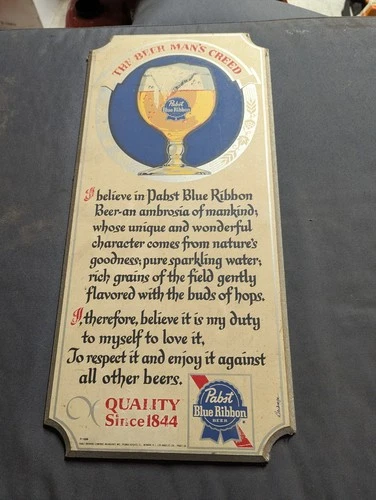 THE BEER MAN'S CREED
Pabst
Blue Ribbon
I believe in Pabst Blue Ribbon
Beer-an ambrosia of mankind;
whose unique and wonderful
character comes from nature's
goodness; pure sparkling water;
rich grains of the field gently
flavored with the buds of hops.
I, therefore, believe it is my duty
to myself to love it,
To respect it and enjoy it against
all other beers.
QUALITY
Since 1844
Pabst
Blue Ribbon
BEER